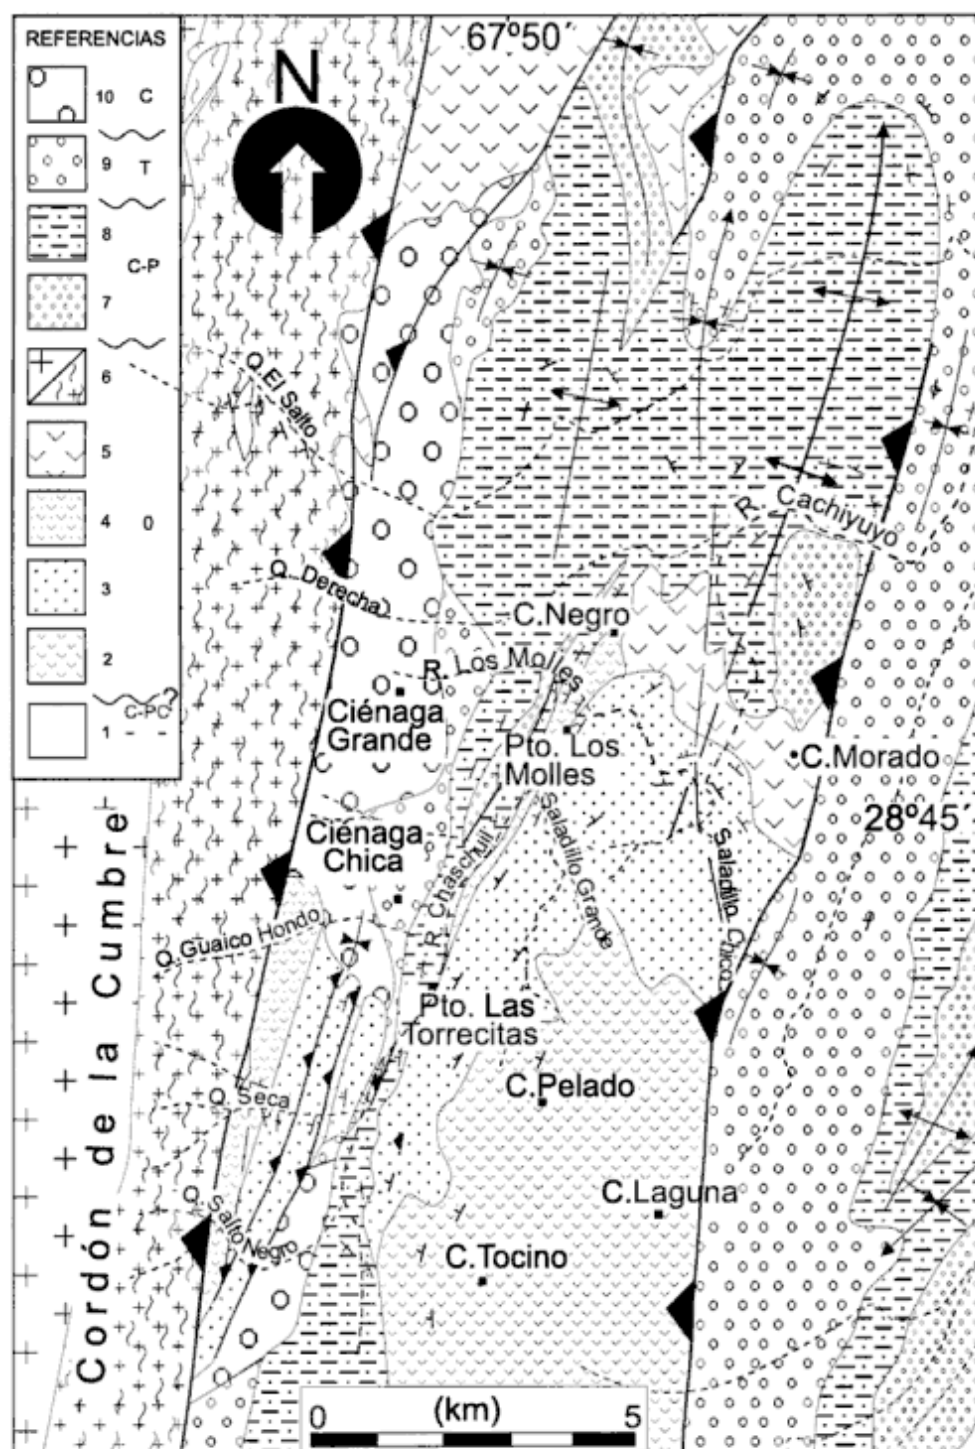 REFERENCIAS
10 C
9 T
8
C-P
7
6
5
4 0
3
2
?
C-PC
1 - -
N
67º50´
Q.El Salto
R. Cachiyuyo
Q. Derecha
C.Negro
R. Los Molles
Ciénaga
Grande
Pto. Los
Molles
C.Morado
28º45´
Ciénaga
Chica
R. Chaschuil
Saladillo Grande
Saladillo Chico
Q. Guaico Hondo
Pto. Las
Torrecitas
Q. Seca
C.Pelado
C.Laguna
Q. Salto Negro
C.Tocino
Cordón de la Cumbre
(km)
0 5